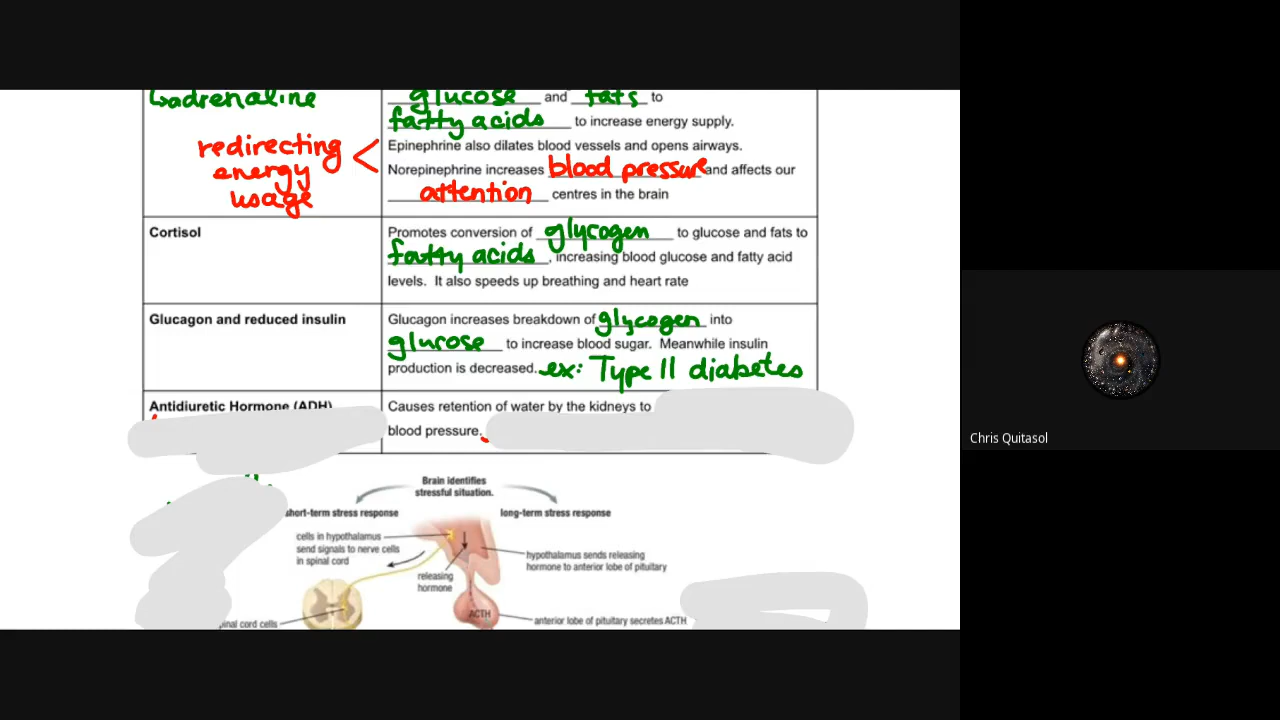 ↳adrenaline
glucose and fats to
fatty acids to increase energy supply.
Epinephrine also dilates blood vessels and opens airways.
redirecting energy usage
Norepinephrine increases blood pressure and affects our
attention centres in the brain
Cortisol
Promotes conversion of glycogen to glucose and fats to
fatty acids, increasing blood glucose and fatty acid
levels. It also speeds up breathing and heart rate
Glucagon and reduced insulin
Glucagon increases breakdown of glycogen into
glucose to increase blood sugar. Meanwhile insulin
production is decreased. ex: Type II diabetes
Antidiuretic Hormone (ADH)
Causes retention of water by the kidneys to
blood pressure.
Brain identifies
stressful situation.
short-term stress response
long-term stress response
cells in hypothalamus
send signals to nerve cells
in spinal cord
releasing
hormone
hypothalamus sends releasing
hormone to anterior lobe of pituitary
ACTH
anterior lobe of pituitary secretes ACTH
pinal cord cells
Chris Quitasol